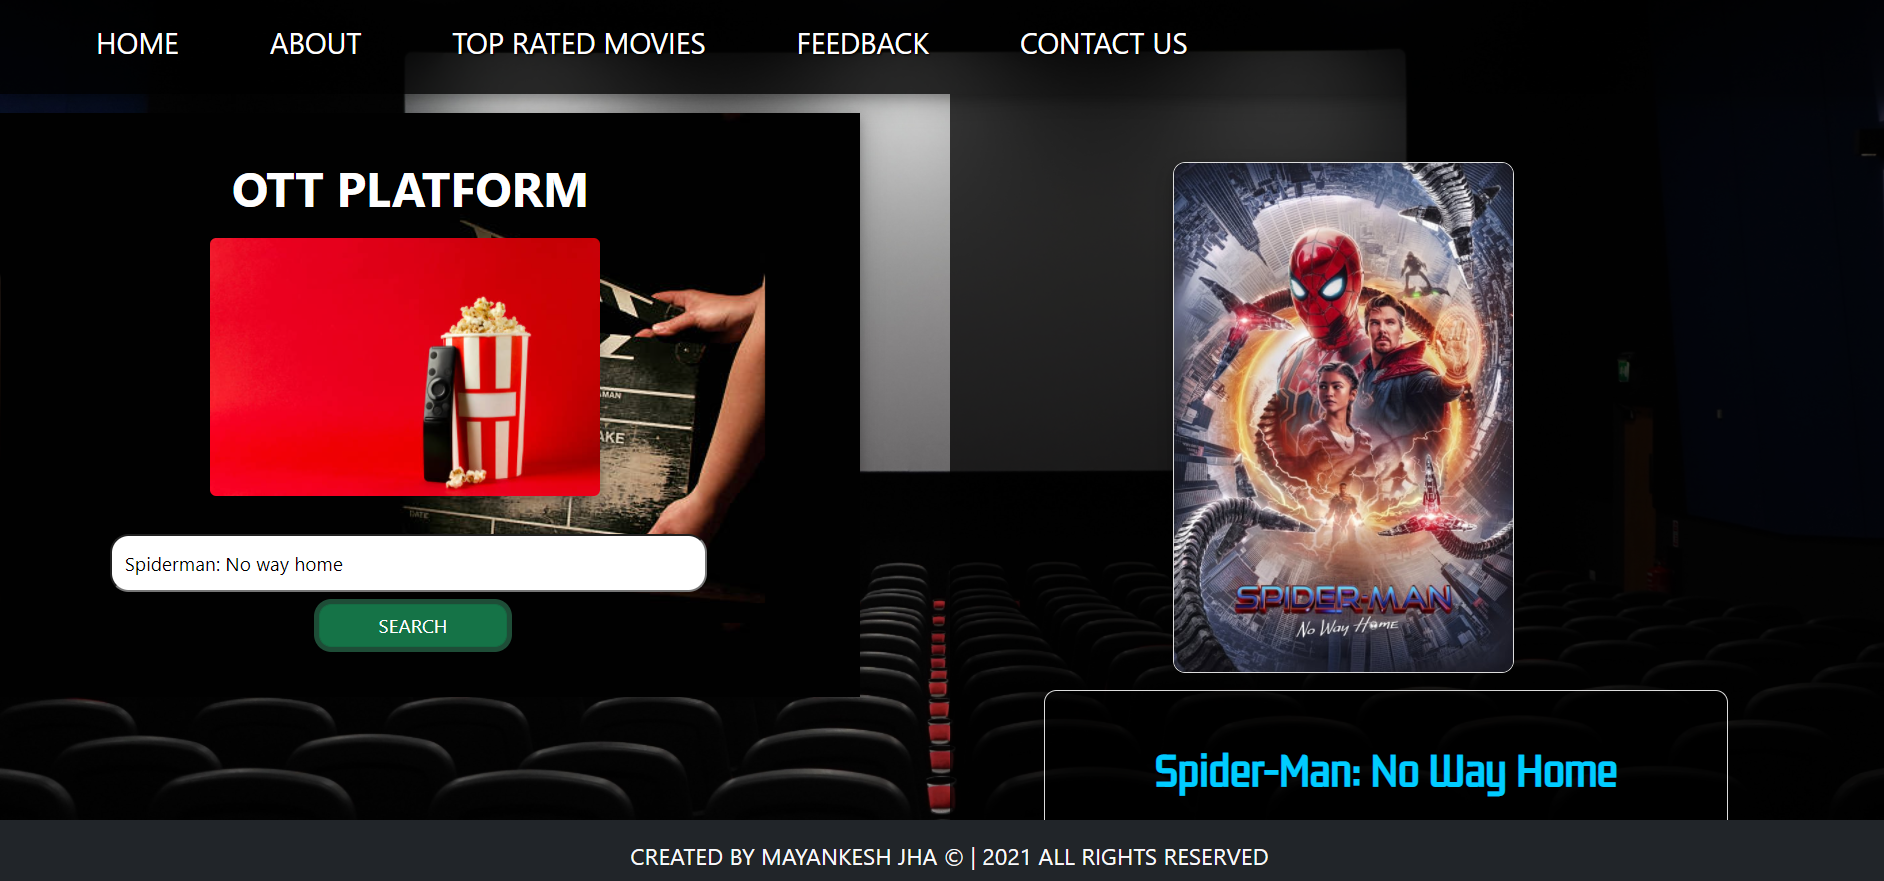 HOME ABOUT TOP RATED MOVIES FEEDBACK CONTACT US
OTT PLATFORM
MAN
AKE
DATE
Spiderman: No way home
SEARCH
SPIDER-MAN
No Way Home
Spider-Man: No Way Home
CREATED BY MAYANKESH JHA © | 2021 ALL RIGHTS RESERVED